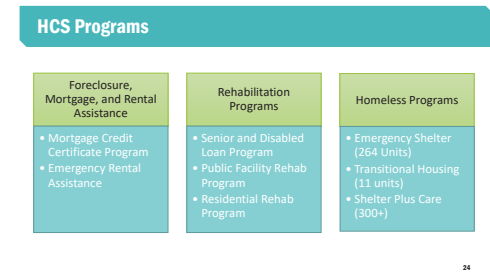 HCS Programs
Foreclosure,
Mortgage, and Rental
Assistance
• Mortgage Credit
Certificate Program
• Emergency Rental
Assistance
Rehabilitation
Programs
• Senior and Disabled
Loan Program
• Public Facility Rehab
Program
• Residential Rehab
Program
Homeless Programs
• Emergency Shelter
(264 Units)
• Transitional Housing
(11 units)
• Shelter Plus Care
(300+)
24